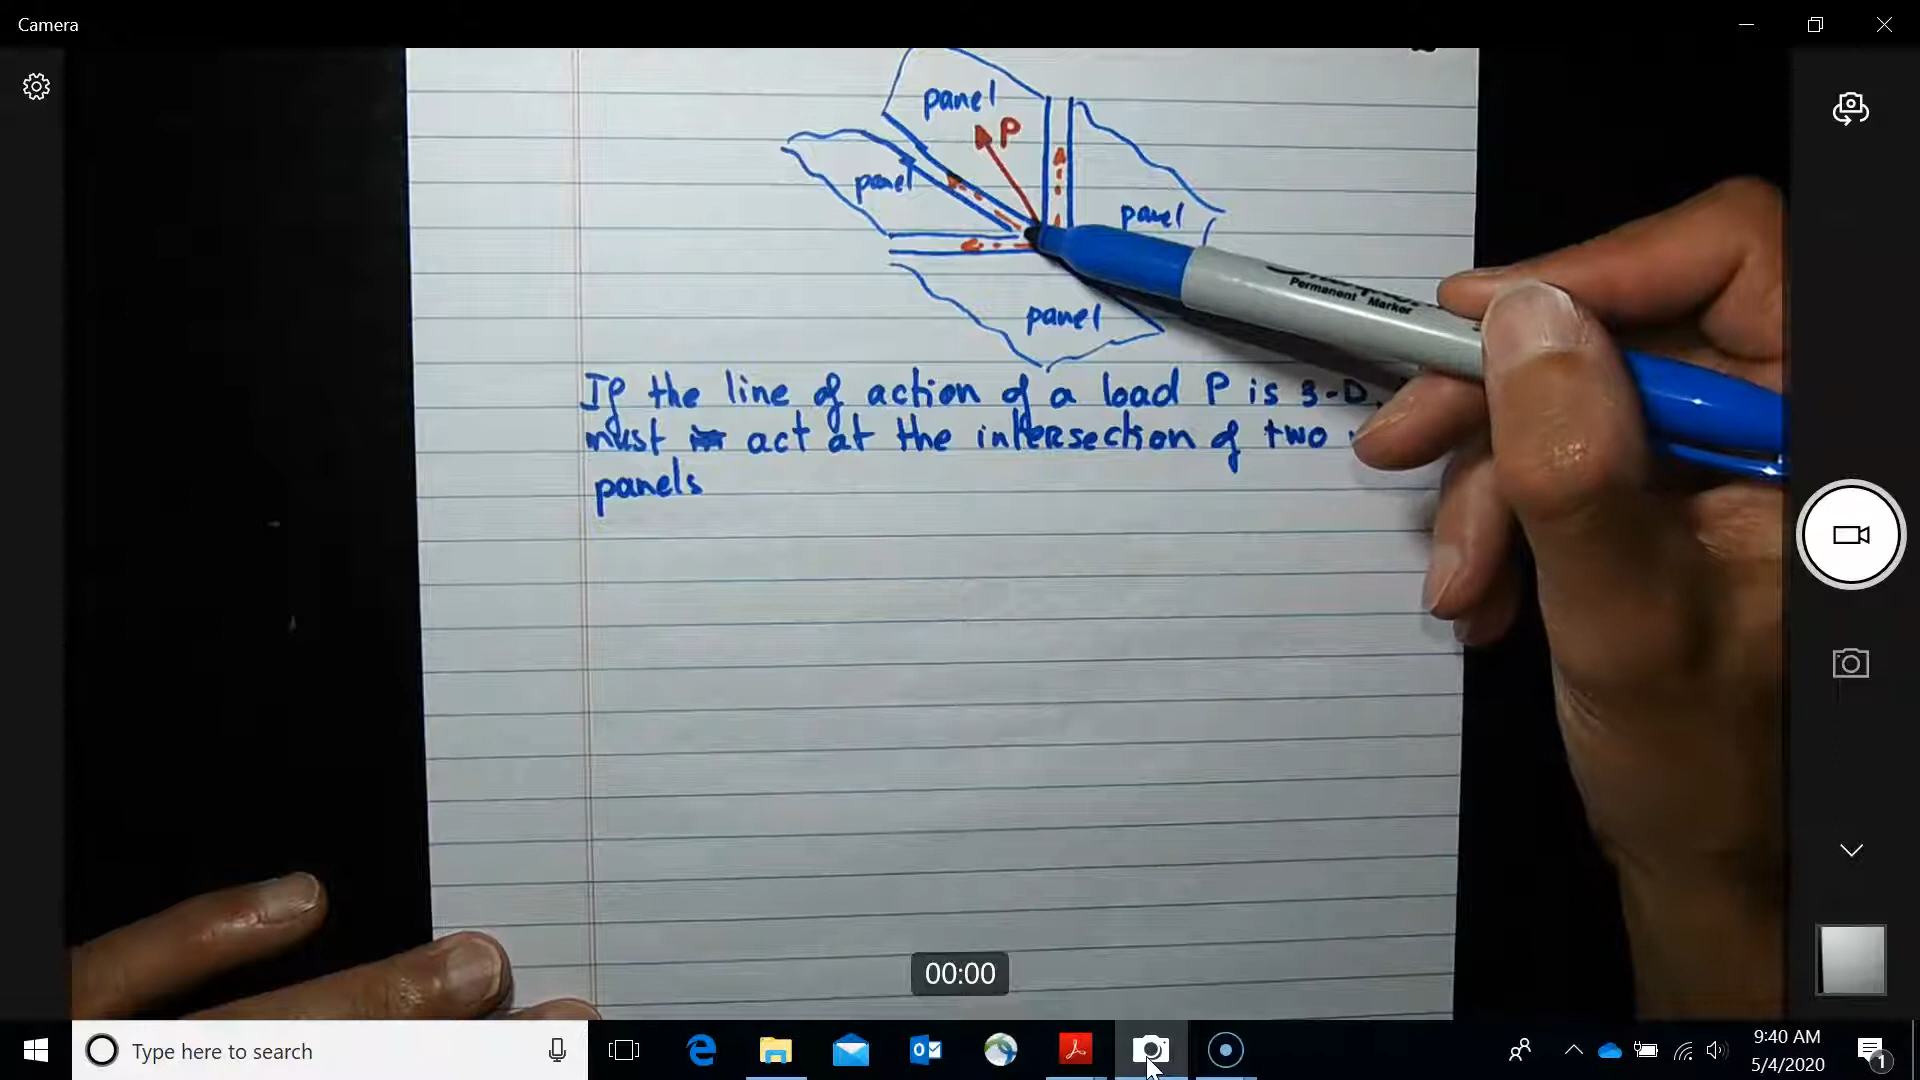 Camera
panel
P
panel
panel
panel
Permanent Marker
If the line of action of a load P is 3-D,
must act at the intersection of two
panels
00:00
Type here to search
9:40 AM
5/4/2020
1